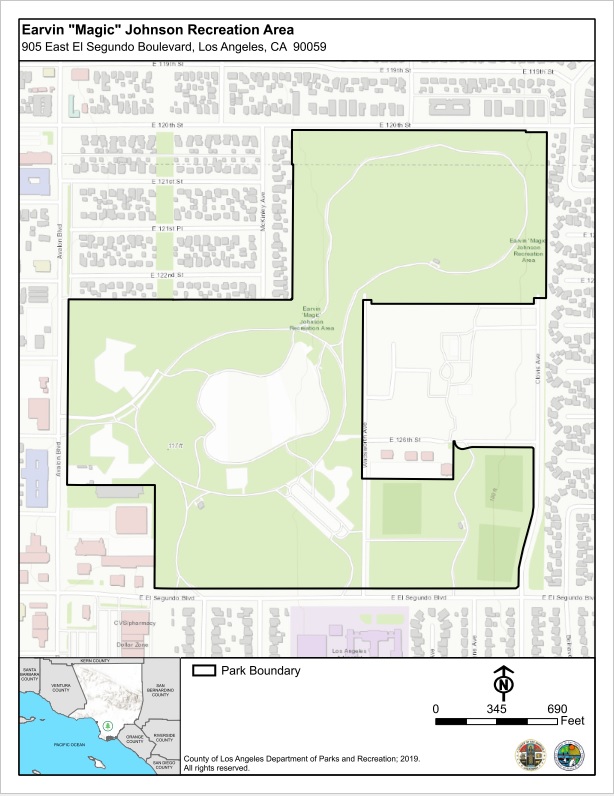 Earvin "Magic" Johnson Recreation Area
905 East El Segundo Boulevard, Los Angeles, CA  90059
E 119th St
E 119th St
E 115th St
E 120th St
E 120th St
E 121st St
McKinley Ave
Avalon Blvd
E 121st Pl
Earvin 'Magic'
Johnson
Recreation
Area
E 122nd St
Earvin
'Magic'
Johnson
Recreation Area
Clovis Ave
Wadsworth Ave
E 126th St
Avalon Blvd
E El Segundo Blvd
E El Segundo Blvd
E El Segundo Blvd
CVS/pharmacy
Dollar Zone
Los Angeles
KERN COUNTY
SANTA
BARBARA
COUNTY
VENTURA
COUNTY
SAN
BERNARDINO
COUNTY
ORANGE
COUNTY
RIVERSIDE
COUNTY
PACIFIC OCEAN
SAN DIEGO
COUNTY
Park Boundary
N
0 345 690
Feet
County of Los Angeles Department of Parks and Recreation; 2019.
All rights reserved.